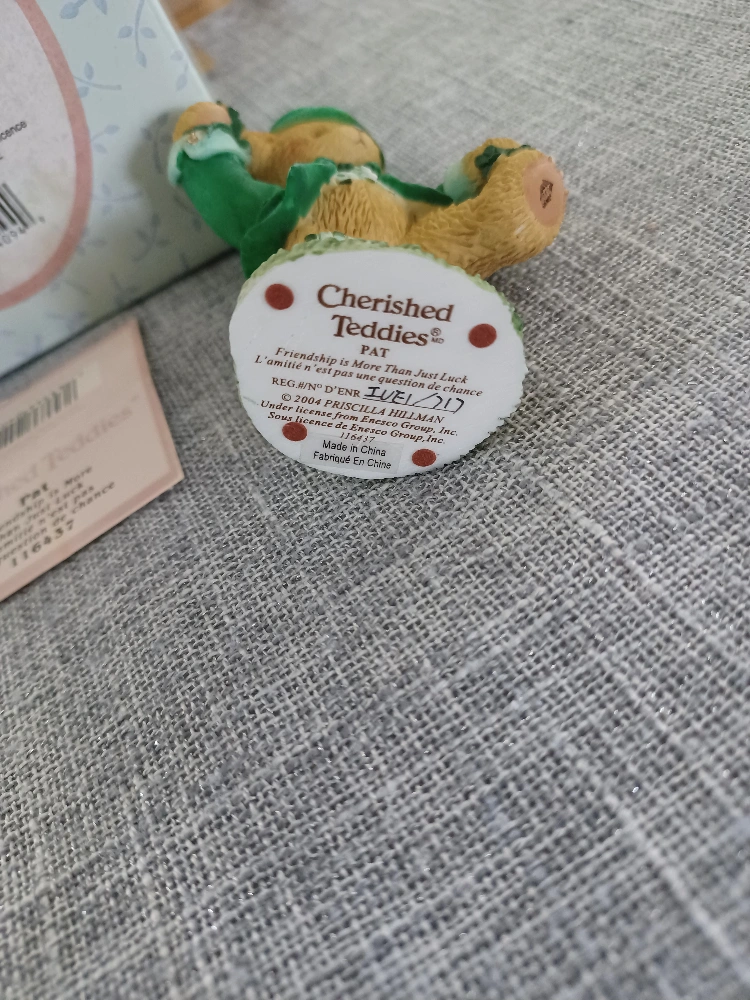 Cherished
Teddies®
MD
PAT
Friendship is More Than Just Luck
L'amitié n'est pas une question de chance
REG.#/Nº D'ENR
© 2004 PRISCILLA HILLMAN
Under license from Enesco Group, Inc.
Sous licence de Enesco Group, Inc.
116437
Made in China
Fabriqué En Chine
Pat
chance
116437